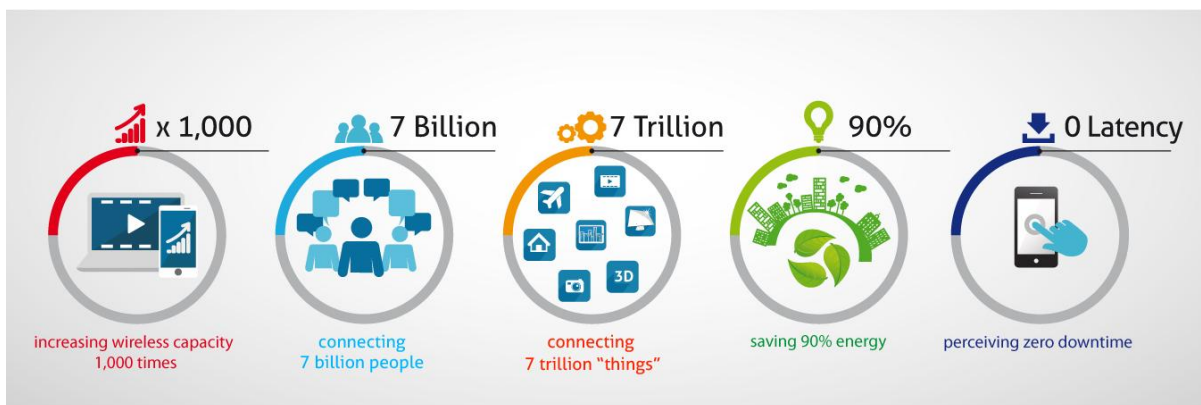 x 1,000
7 Billion
7 Trillion
90%
0 Latency
3D
increasing wireless capacity
1,000 times
connecting
7 billion people
connecting
7 trillion “things”
saving 90% energy
perceiving zero downtime